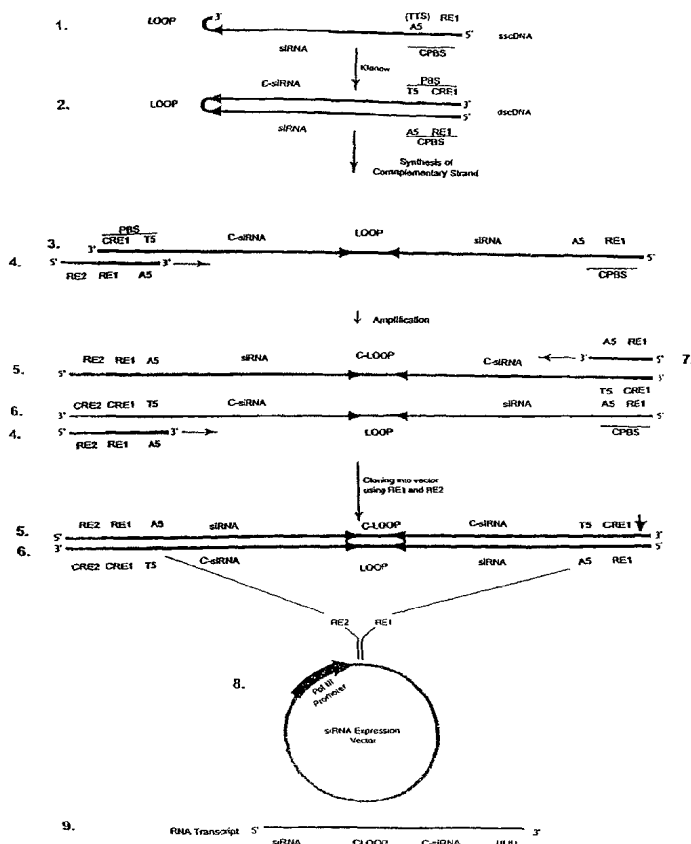 1. LOOP 3' (TTS) RE1
A5 5' sscDNA
siRNA CPBS
Klenow
C-siRNA PBS
T5 CRE1
2. LOOP 3' dscDNA
5'
siRNA A5 RE1
CPBS
Synthesis of
Complementary Strand
PBS
3. CRE1 T5 C-siRNA LOOP siRNA A5 RE1
3' 5'
4. 5' 3' CPBS
RE2 RE1 A5
Amplification
A5 RE1
RE2 RE1 A5 siRNA C-LOOP C-siRNA 3' 5' 7.
5. 5' 3'
T5 CRE1
CRE2 CRE1 T5 C-siRNA siRNA A5 RE1
6. 3' 5'
4. 5' 3' LOOP CPBS
RE2 RE1 A5
Cloning into vector
using RE1 and RE2
RE2 RE1 A5 siRNA C-LOOP C-siRNA T5 CRE1
5. 5' 3'
6. 3' 5'
CRE2 CRE1 T5 C-siRNA LOOP siRNA A5 RE1
RE2 RE1
8. Pol III
Promoter
siRNA Expression
Vector
9. RNA Transcript 5' 3'
siRNA CLOOP C-siRNA UUU